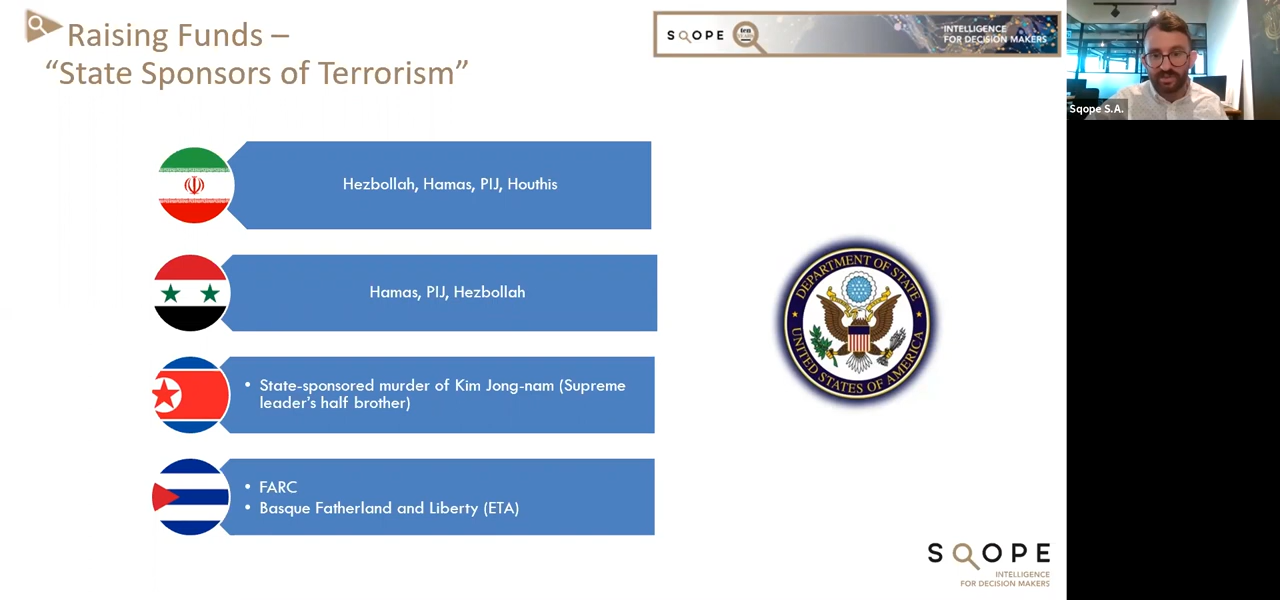 Raising Funds –
“State Sponsors of Terrorism”
SQOPE
ten
INTELLIGENCE
FOR DECISION MAKERS
Sqope S.A.
Hezbollah, Hamas, PIJ, Houthis
Hamas, PIJ, Hezbollah
• State-sponsored murder of Kim Jong-nam (Supreme
leader’s half brother)
• FARC
• Basque Fatherland and Liberty (ETA)
DEPARTMENT OF STATE
UNITED STATES OF AMERICA
SQOPE
INTELLIGENCE
FOR DECISION MAKERS